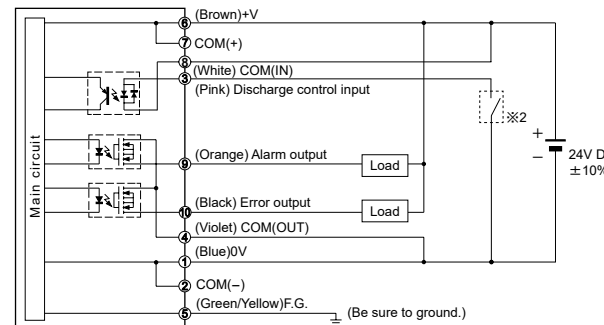 (Brown)+V
⑥
⑦ COM(+)
⑧
(White) COM(IN)
③
(Pink) Discharge control input
※2
Main circuit
+
−
24V D
±10%
(Orange) Alarm output
⑨
Load
(Black) Error output
⑩
Load
(Violet) COM(OUT)
④
(Blue)0V
①
② COM(−)
(Green/Yellow)F.G.
⑤
(Be sure to ground.)